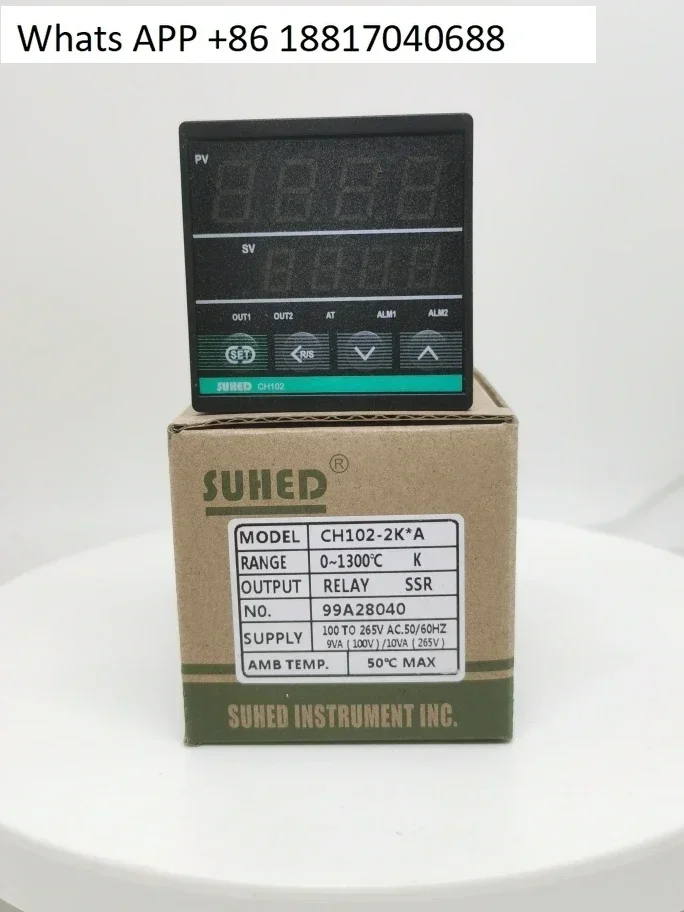 Whats APP +86 18817040688
PV
SV
OUT1 OUT2 AT ALM1 ALM2
SET R/S
SUHED CH102
SUHED®
MODEL CH102-2K*A
RANGE 0~1300℃ K
OUTPUT RELAY SSR
NO. 99A28040
SUPPLY 100 TO 265V AC.50/60HZ
9VA (100V) /10VA (265V)
AMB TEMP. 50℃ MAX
SUHED INSTRUMENT INC.